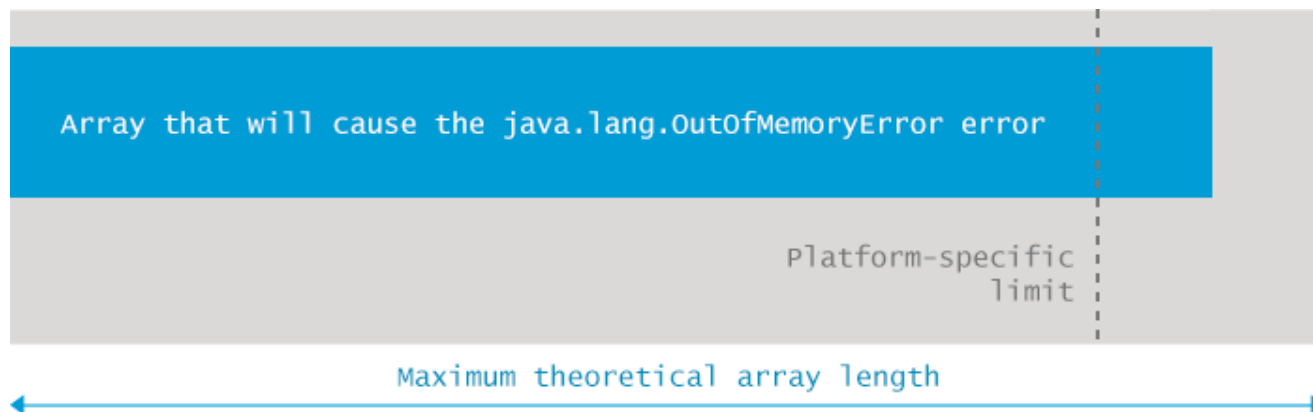 Array that will cause the java.lang.OutOfMemoryError error
Platform-specific
limit
Maximum theoretical array length